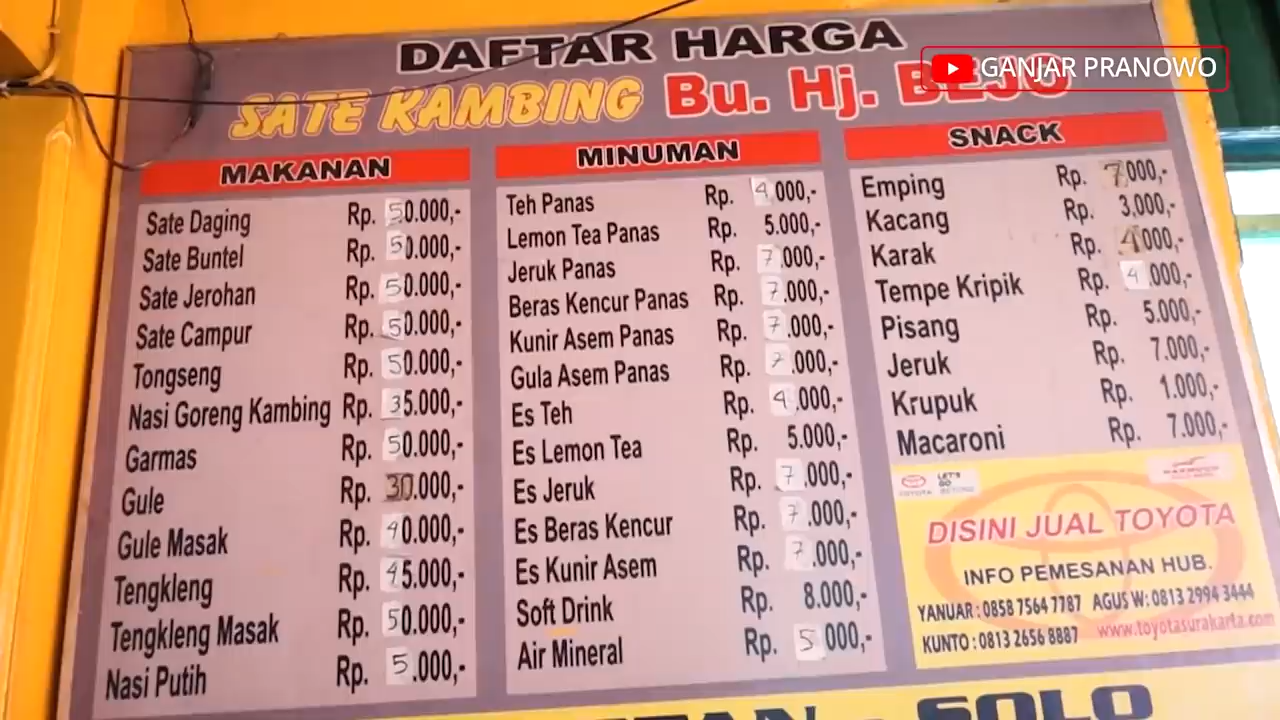 DAFTAR HARGA
GANJAR PRANOWO
SATE KAMBING Bu. Hj. BEJO
MAKANAN
Sate Daging Rp. 50.000,-
Sate Buntel Rp. 50.000,-
Sate Jerohan Rp. 50.000,-
Sate Campur Rp. 50.000,-
Tongseng Rp. 50.000,-
Nasi Goreng Kambing Rp. 35.000,-
Garmas Rp. 50.000,-
Gule Rp. 30.000,-
Gule Masak Rp. 40.000,-
Tengkleng Rp. 45.000,-
Tengkleng Masak Rp. 50.000,-
Nasi Putih Rp. 5.000,-
MINUMAN
Teh Panas Rp. 4.000,-
Lemon Tea Panas Rp. 5.000,-
Jeruk Panas Rp. 7.000,-
Beras Kencur Panas Rp. 7.000,-
Kunir Asem Panas Rp. 7.000,-
Gula Asem Panas Rp. 7.000,-
Es Teh Rp. 4.000,-
Es Lemon Tea Rp. 5.000,-
Es Jeruk Rp. 7.000,-
Es Beras Kencur Rp. 7.000,-
Es Kunir Asem Rp. 7.000,-
Soft Drink Rp. 8.000,-
Air Mineral Rp. 5.000,-
SNACK
Emping Rp. 7.000,-
Kacang Rp. 3.000,-
Karak Rp. 4.000,-
Tempe Kripik Rp. 4.000,-
Pisang Rp. 5.000,-
Jeruk Rp. 7.000,-
Krupuk Rp. 1.000,-
Macaroni Rp. 7.000,-
TOYOTA
LET'S
GO
BEYOND
DISINI JUAL TOYOTA
INFO PEMESANAN HUB.
YANUAR : 0858 7564 7787 AGUS W: 0813 2994 3444
KUNTO : 0813 2656 8887 www.toyotasurakarta.com
SOLO